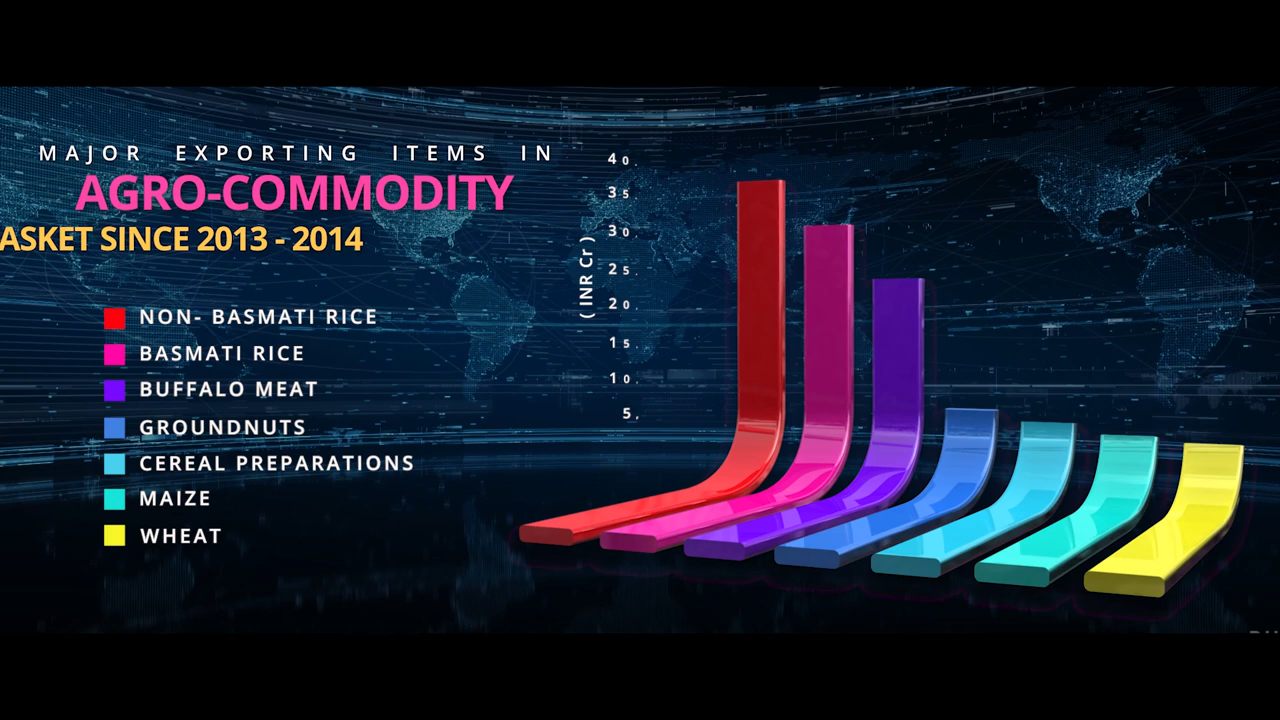 MAJOR EXPORTING ITEMS IN
AGRO-COMMODITY
ASKET SINCE 2013 - 2014
NON- BASMATI RICE
BASMATI RICE
BUFFALO MEAT
GROUNDNUTS
CEREAL PREPARATIONS
MAIZE
WHEAT
(INR Cr)
40.
35.
30.
25.
20.
15.
10.
5.